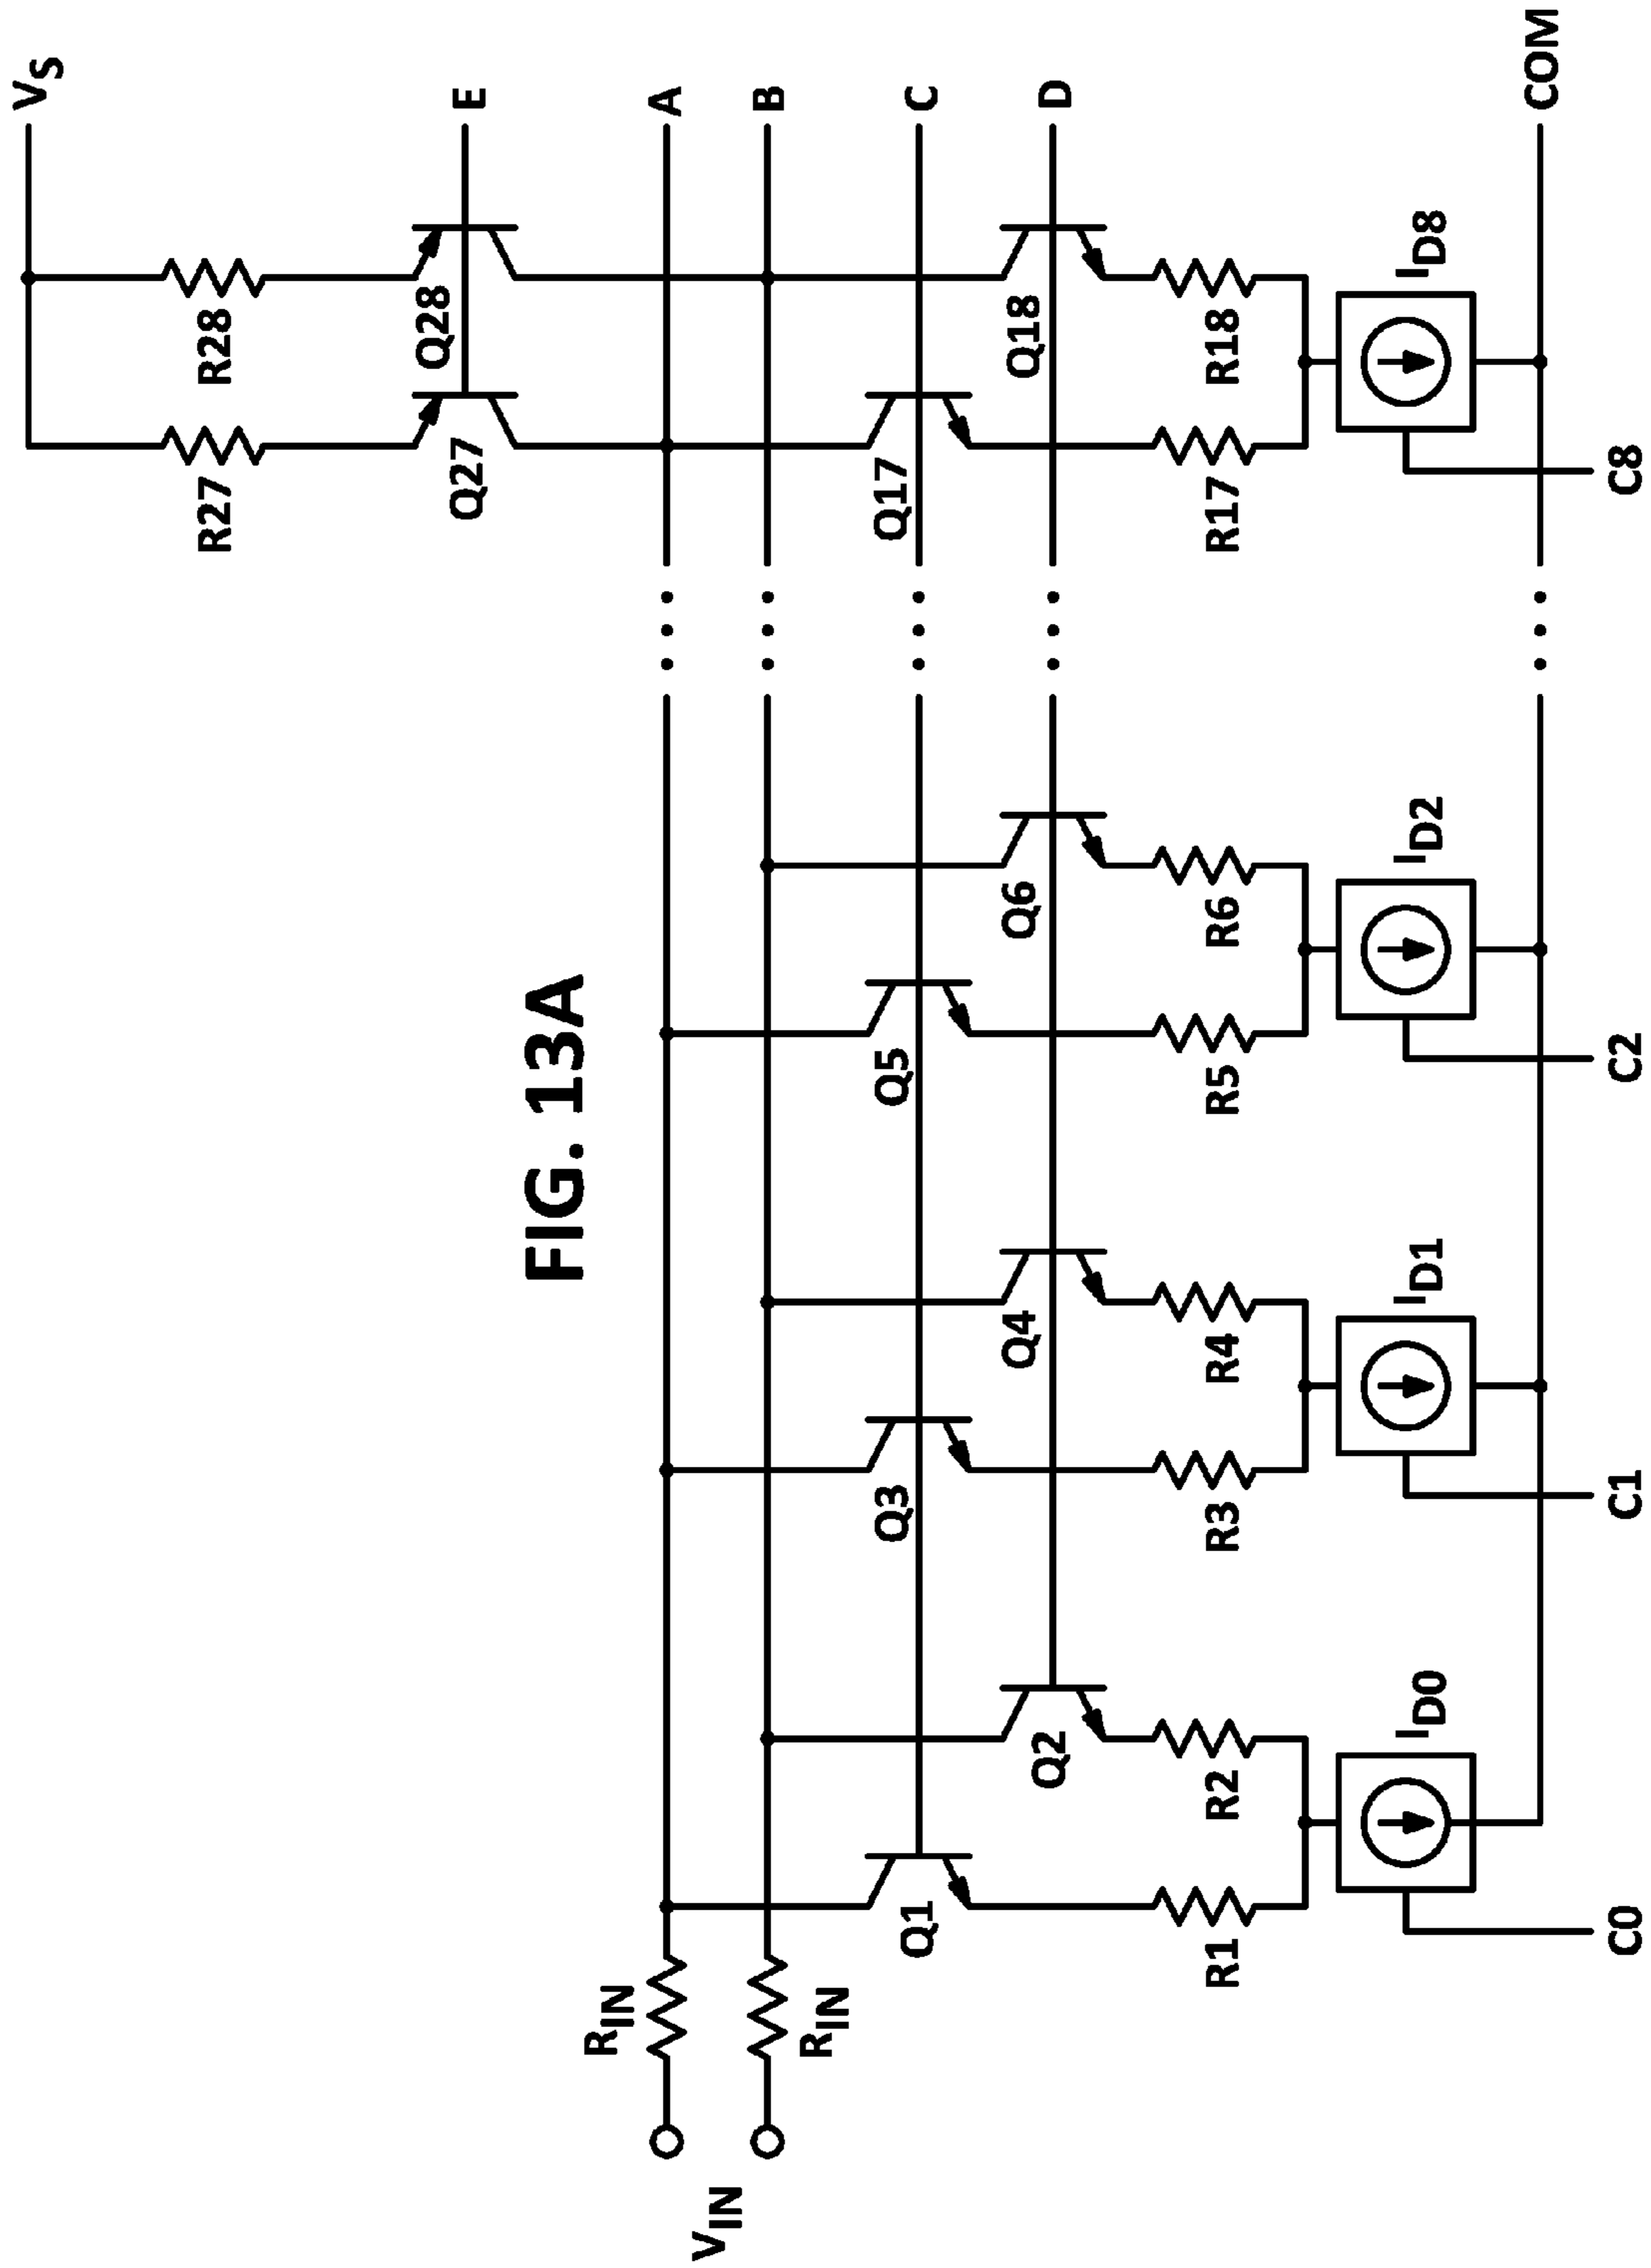 FIG. 13A
VS
R27
R28
E
Q27
Q28
RIN
A
VIN
B
RIN
Q1
Q3
Q5
Q17
C
Q2
Q4
Q6
Q18
D
R1
R2
R3
R4
R5
R6
R17
R18
ID0
ID1
ID2
ID8
COM
C0
C1
C2
C8